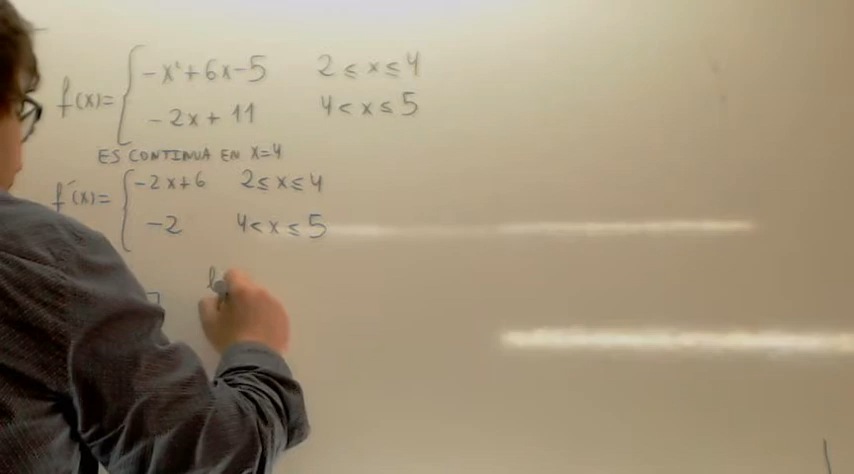 f(x)= { -x²+6x-5 2 ≤ x ≤ 4
-2x+11 4 < x ≤ 5
ES CONTINUA EN x=4
f'(x)= { -2x+6 2 ≤ x ≤ 4
-2 4 < x ≤ 5